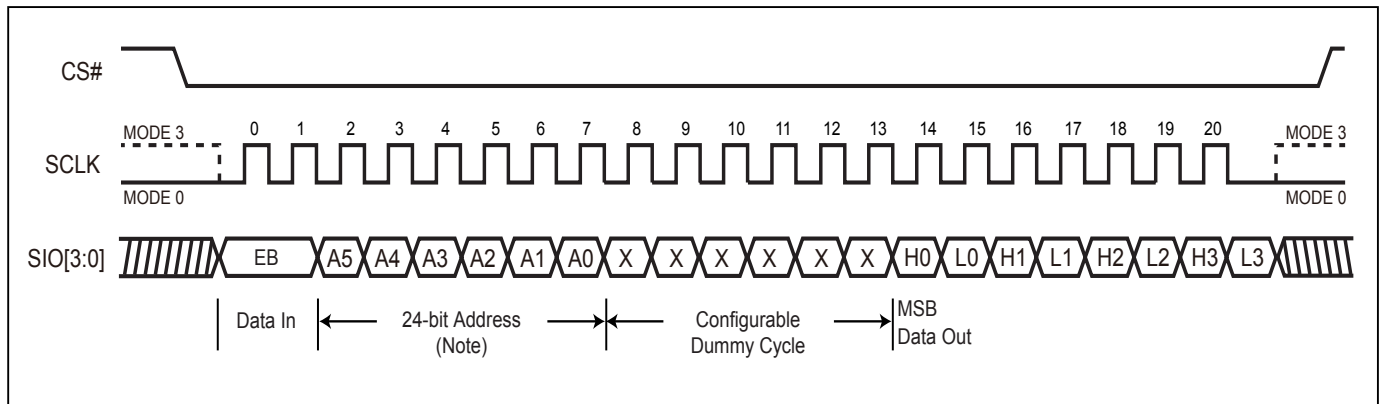 CS#
MODE 3 0 1 2 3 4 5 6 7 8 9 10 11 12 13 14 15 16 17 18 19 20 MODE 3
SCLK
MODE 0 MODE 0
SIO[3:0] EB A5 A4 A3 A2 A1 A0 X X X X X X H0 L0 H1 L1 H2 L2 H3 L3
Data In 24-bit Address (Note) Configurable Dummy Cycle MSB Data Out